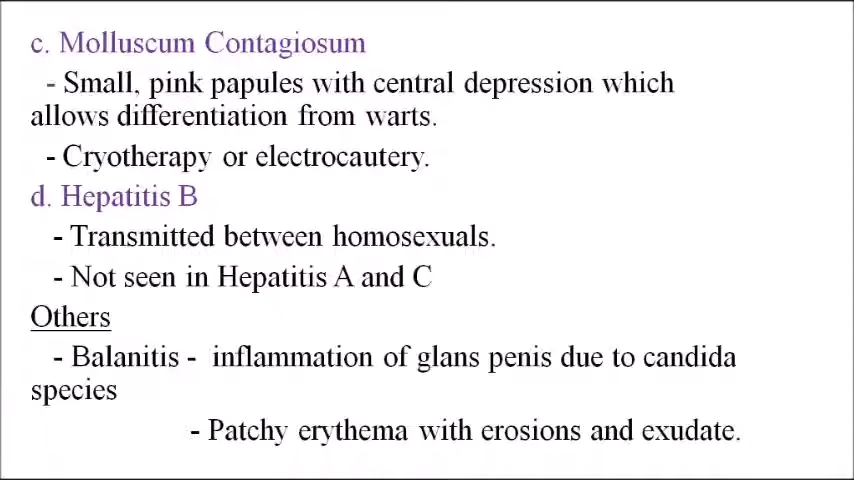 c. Molluscum Contagiosum
- Small, pink papules with central depression which
allows differentiation from warts.
- Cryotherapy or electrocautery.
d. Hepatitis B
- Transmitted between homosexuals.
- Not seen in Hepatitis A and C
Others
- Balanitis - inflammation of glans penis due to candida
species
- Patchy erythema with erosions and exudate.